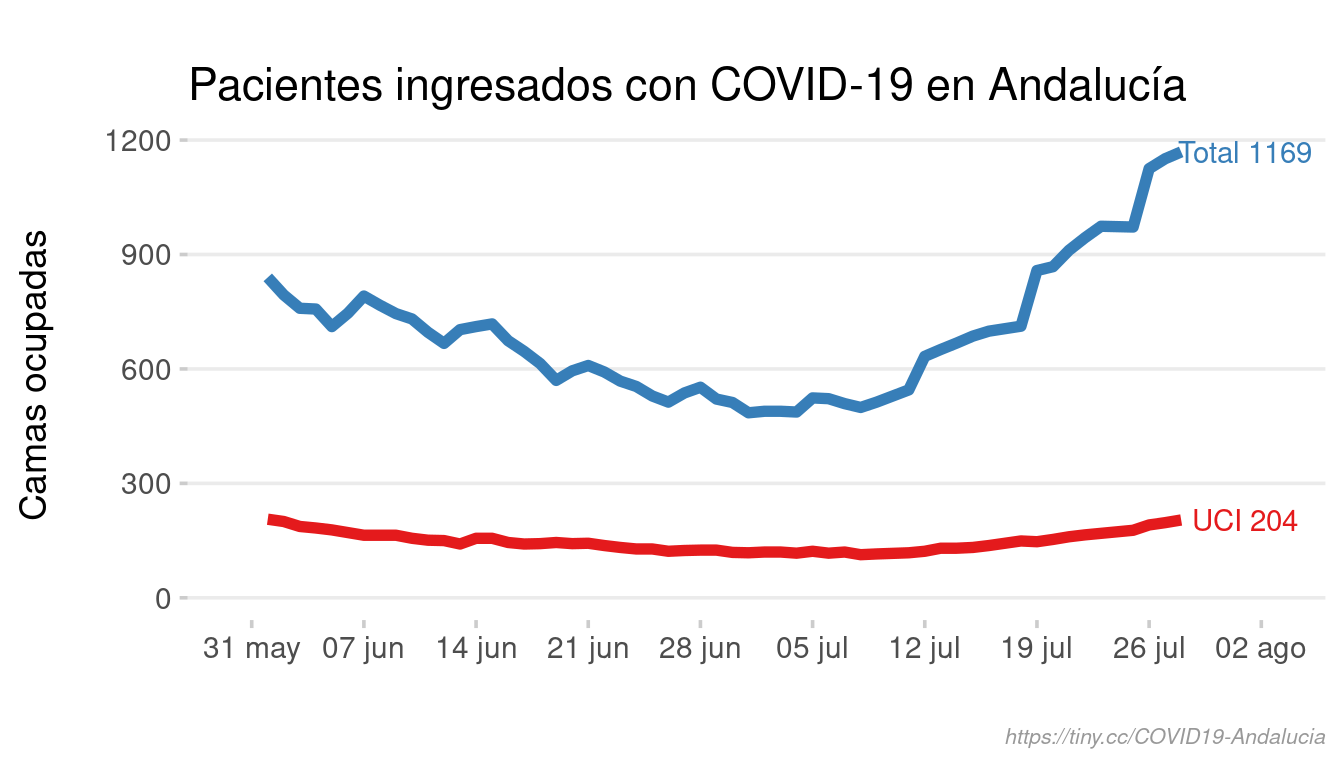 Pacientes ingresados con COVID-19 en Andalucía
Camas ocupadas
1200
900
600
300
0
Total 1169
UCI 204
31 may 07 jun 14 jun 21 jun 28 jun 05 jul 12 jul 19 jul 26 jul 02 ago
https://tiny.cc/COVID19-Andalucia